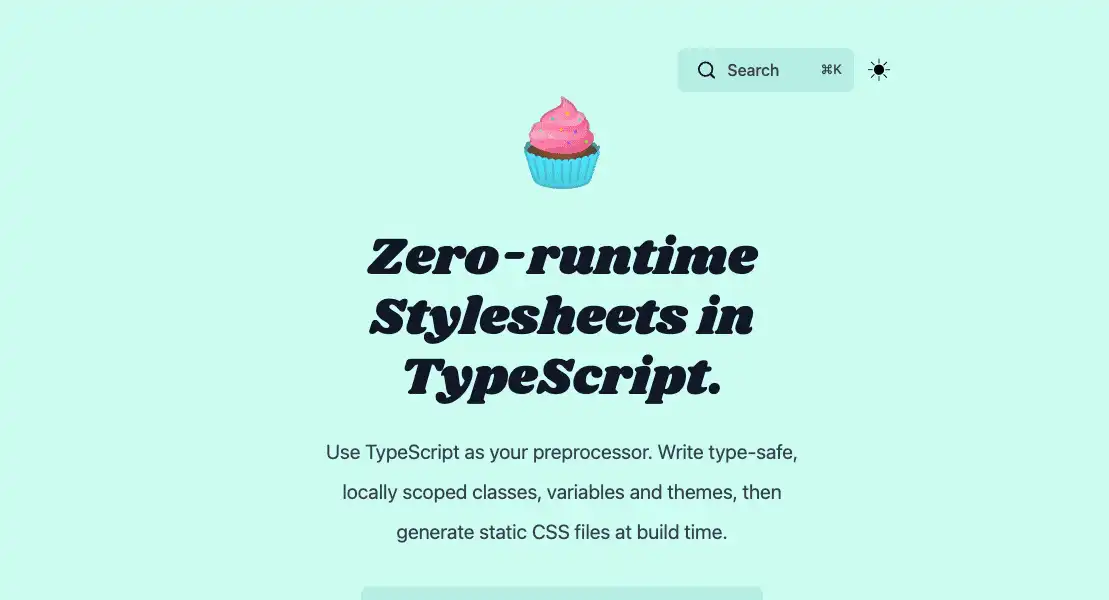 Search ⌘K
Zero-runtime
Stylesheets in
TypeScript.
Use TypeScript as your preprocessor. Write type-safe,
locally scoped classes, variables and themes, then
generate static CSS files at build time.